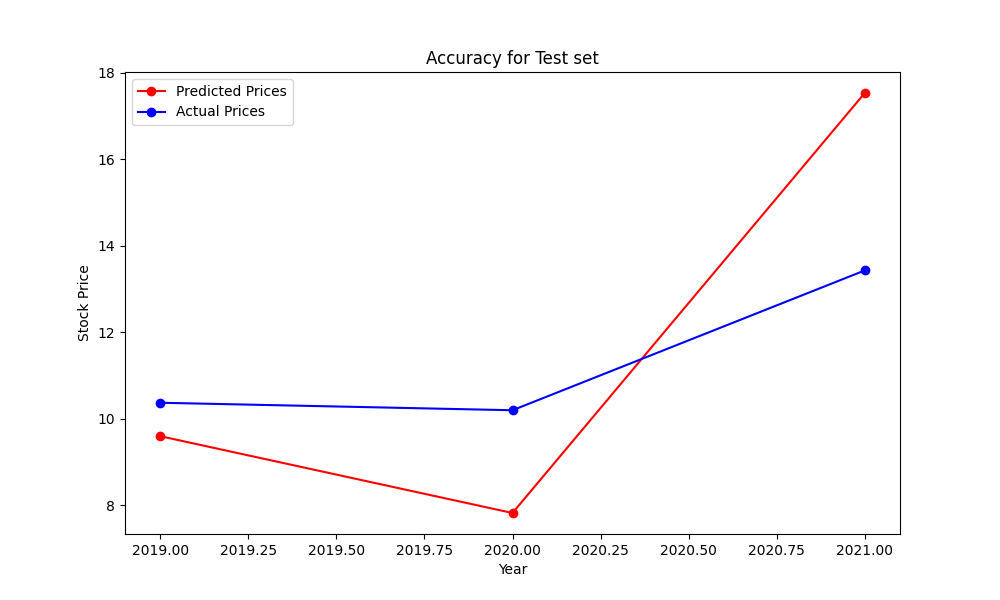 Accuracy for Test set
Predicted Prices
Actual Prices
18
16
14
12
10
8
Stock Price
2019.00 2019.25 2019.50 2019.75 2020.00 2020.25 2020.50 2020.75 2021.00
Year